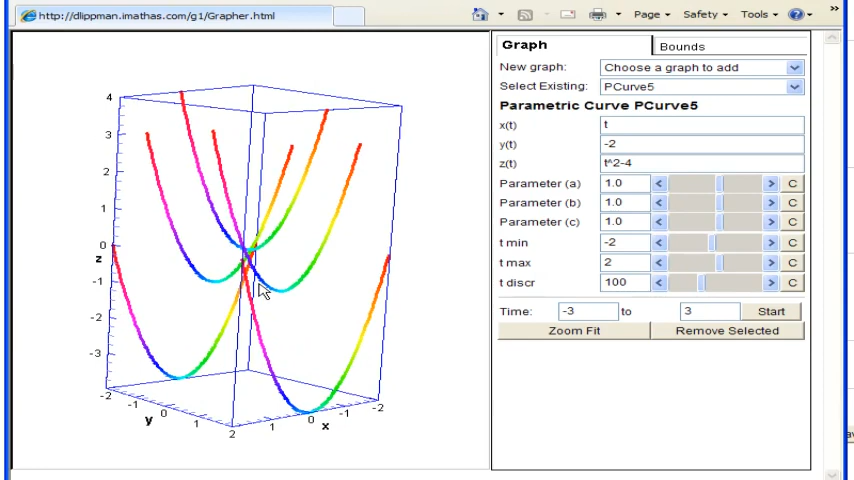 http://dlippman.imathas.com/g1/Grapher.html
Page Safety Tools
»
Graph Bounds
New graph: Choose a graph to add
Select Existing: PCurve5
Parametric Curve PCurve5
x(t) t
y(t) -2
z(t) t^2-4
Parameter (a) 1.0 < > C
Parameter (b) 1.0 < > C
Parameter (c) 1.0 < > C
t min -2 < > C
t max 2 < > C
t discr 100 < > C
Time: -3 to 3 Start
Zoom Fit Remove Selected
4
3
2
1
0
z
-1
-2
-3
-2 -1 0 1 2
y
1 0 -1 -2
x